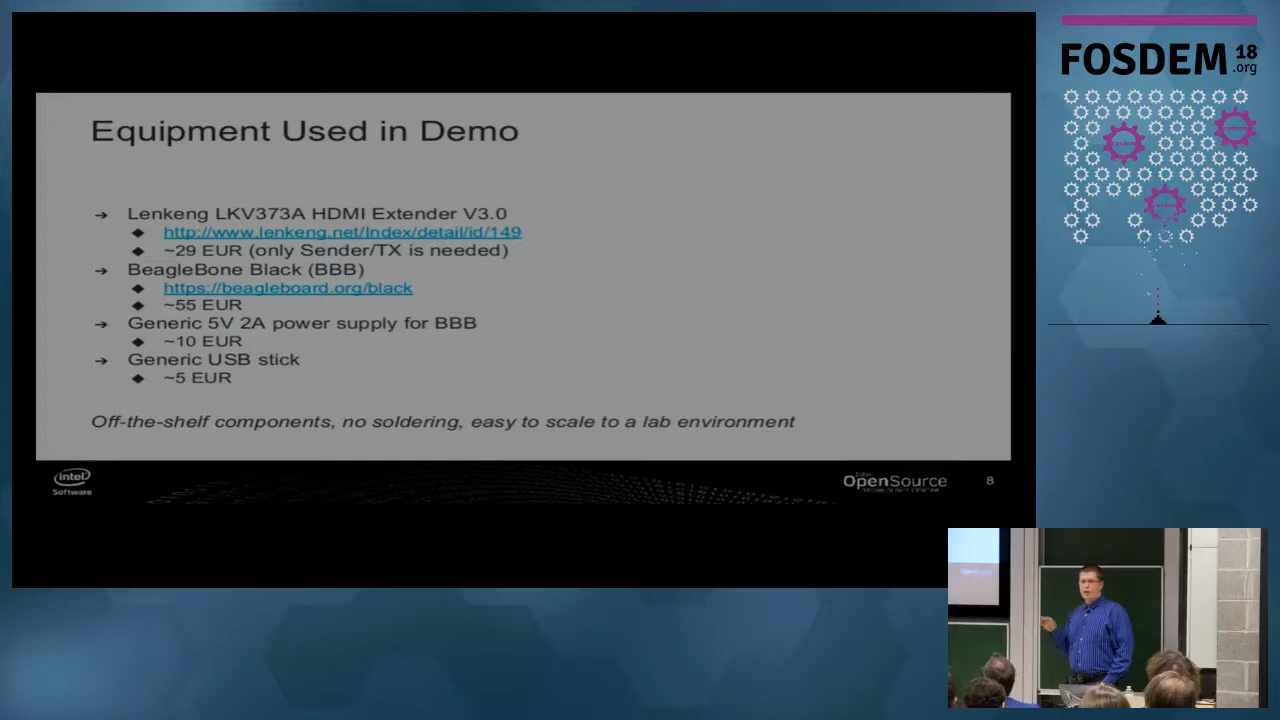 Equipment Used in Demo
➔ Lenkeng LKV373A HDMI Extender V3.0
◆ http://www.lenkeng.net/Index/detail/id/149
◆ ~29 EUR (only Sender/TX is needed)
➔ BeagleBone Black (BBB)
◆ https://beagleboard.org/black
◆ ~55 EUR
➔ Generic 5V 2A power supply for BBB
◆ ~10 EUR
➔ Generic USB stick
◆ ~5 EUR
Off-the-shelf components, no soldering, easy to scale to a lab environment
intel
Software
OpenSource
8
FOSDEM 18
.org